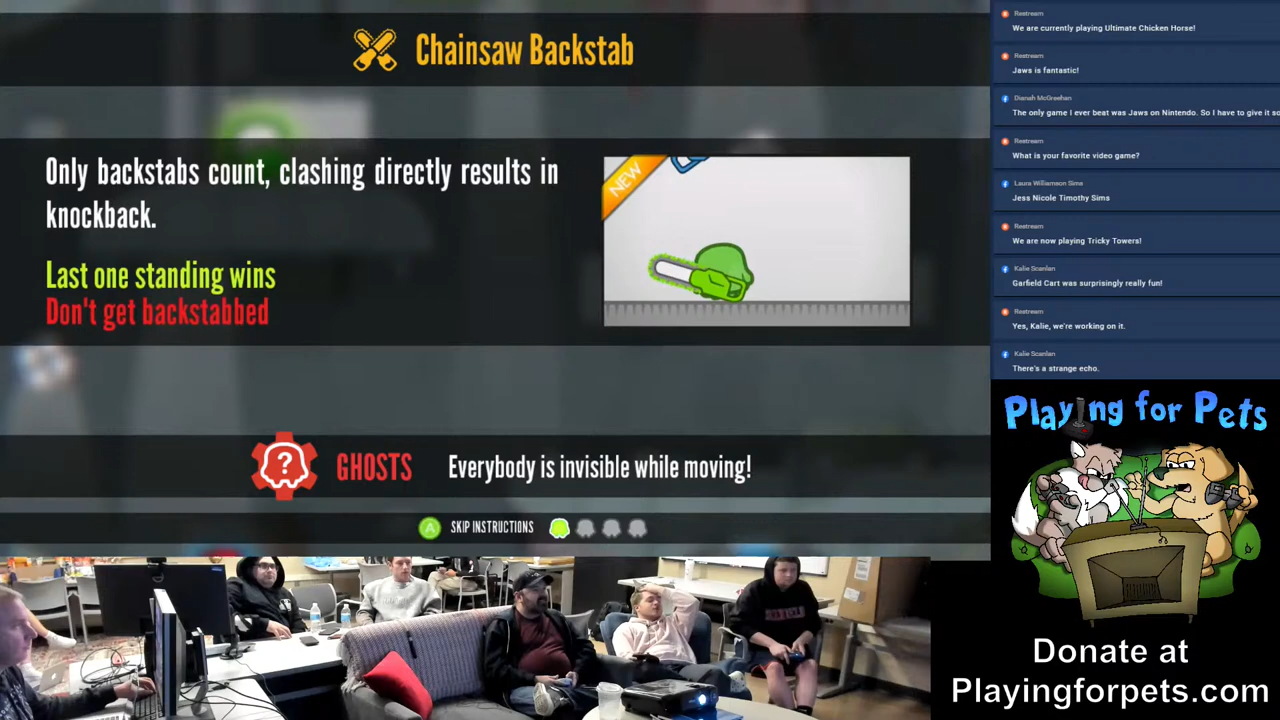 Chainsaw Backstab
Only backstabs count, clashing directly results in
knockback.
Last one standing wins
Don't get backstabbed
NEW
?
GHOSTS
Everybody is invisible while moving!
A
SKIP INSTRUCTIONS
Restream
We are currently playing Ultimate Chicken Horse!
Restream
Jaws is fantastic!
Dianah McGreehan
The only game I ever beat was Jaws on Nintendo. So I have to give it so
Restream
What is your favorite video game?
Laura Williamson Sims
Jess Nicole Timothy Sims
Restream
We are now playing Tricky Towers!
Kalie Scanlan
Garfield Cart was surprisingly really fun!
Restream
Yes, Kalie, we're working on it.
Kalie Scanlan
There's a strange echo.
Playing for Pets
Donate at
Playingforpets.com